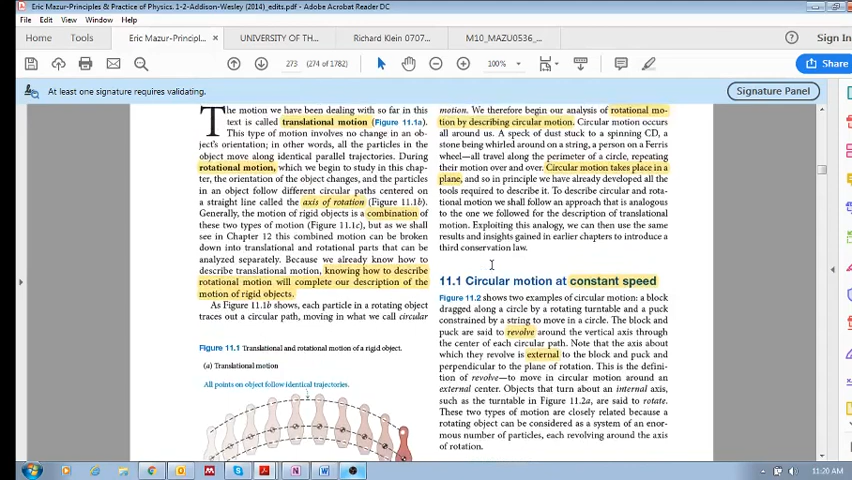 Eric Mazur-Principles & Practice of Physics. 1-2-Addison-Wesley (2014)_edits.pdf - Adobe Acrobat Reader DC
File Edit View Window Help
Home Tools Eric Mazur-Principl... × UNIVERSITY OF TH... Richard Klein 0707... M10_MAZU0536_... Sign In
273 (274 of 1782) 100% Share
At least one signature requires validating. Signature Panel
The motion we have been dealing with so far in this
text is called translational motion (Figure 11.1a).
This type of motion involves no change in an ob-
ject's orientation; in other words, all the particles in the
object move along identical parallel trajectories. During
rotational motion, which we begin to study in this chap-
ter, the orientation of the object changes, and the particles
in an object follow different circular paths centered on
a straight line called the axis of rotation (Figure 11.1b).
Generally, the motion of rigid objects is a combination of
these two types of motion (Figure 11.1c), but as we shall
see in Chapter 12 this combined motion can be broken
down into translational and rotational parts that can be
analyzed separately. Because we already know how to
describe translational motion, knowing how to describe
rotational motion will complete our description of the
motion of rigid objects.
As Figure 11.1b shows, each particle in a rotating object
traces out a circular path, moving in what we call circular
Figure 11.1 Translational and rotational motion of a rigid object.
(a) Translational motion
All points on object follow identical trajectories.
motion. We therefore begin our analysis of rotational mo-
tion by describing circular motion. Circular motion occurs
all around us. A speck of dust stuck to a spinning CD, a
stone being whirled around on a string, a person on a Ferris
wheel—all travel along the perimeter of a circle, repeating
their motion over and over. Circular motion takes place in a
plane, and so in principle we have already developed all the
tools required to describe it. To describe circular and rota-
tional motion we shall follow an approach that is analogous
to the one we followed for the description of translational
motion. Exploiting this analogy, we can then use the same
results and insights gained in earlier chapters to introduce a
third conservation law.
11.1 Circular motion at constant speed
Figure 11.2 shows two examples of circular motion: a block
dragged along a circle by a rotating turntable and a puck
constrained by a string to move in a circle. The block and
puck are said to revolve around the vertical axis through
the center of each circular path. Note that the axis about
which they revolve is external to the block and puck and
perpendicular to the plane of rotation. This is the defini-
tion of revolve—to move in circular motion around an
external center. Objects that turn about an internal axis,
such as the turntable in Figure 11.2a, are said to rotate.
These two types of motion are closely related because a
rotating object can be considered as a system of an enor-
mous number of particles, each revolving around the axis
of rotation.
11:20 AM